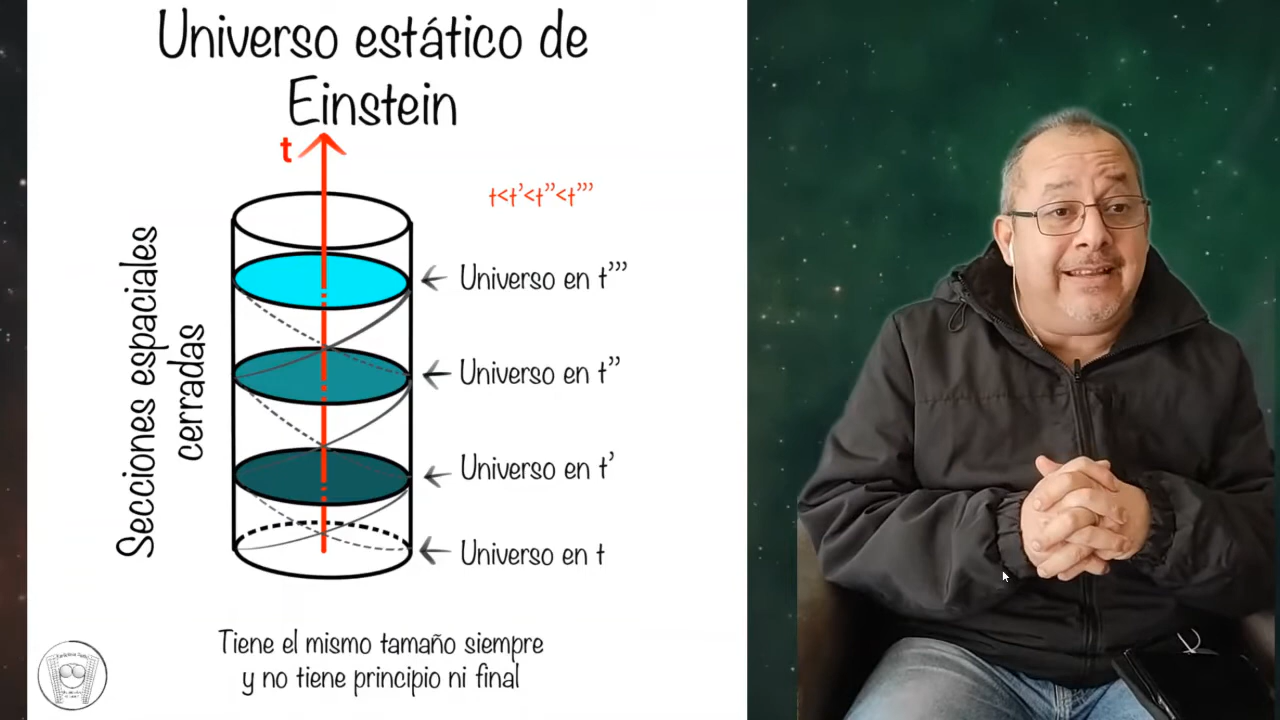 Universo estático de
Einstein
t
t<t’<t’’<t’’’
Secciones espaciales
cerradas
Universo en t’’’
Universo en t’’
Universo en t’
Universo en t
Tiene el mismo tamaño siempre
y no tiene principio ni final